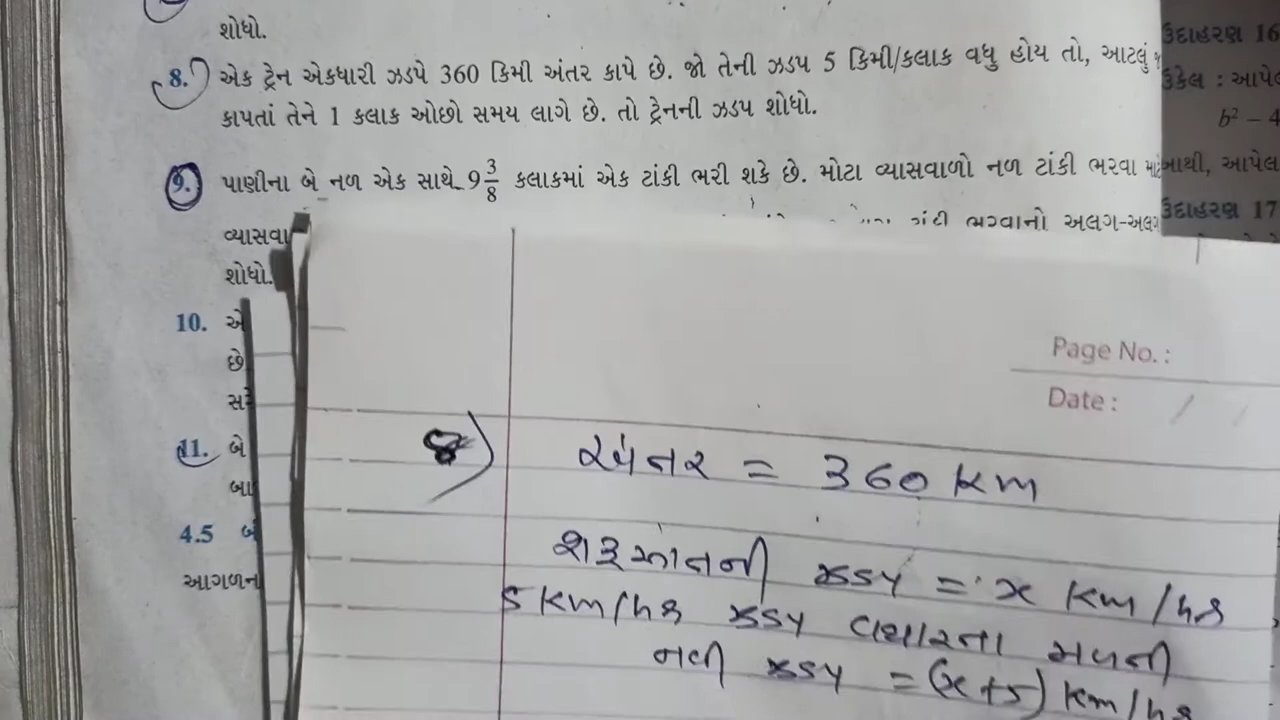 શોધો.
8. એક ટ્રેન એકધારી ઝડપે 360 કિમી અંતર કાપે છે. જો તેની ઝડપ 5 કિમી/કલાક વધુ હોય તો, આટલું
કાપતાં તેને 1 કલાક ઓછો સમય લાગે છે. તો ટ્રેનની ઝડપ શોધો.
9. પાણીના બે નળ એક સાથે 9 3/8 કલાકમાં એક ટાંકી ભરી શકે છે. મોટા વ્યાસવાળો નળ ટાંકી ભરવા
ભરવાનો અલગ-અલગ
વ્યાસવા
શોધો.
10. એ
છે
11. બે
બા
4.5
આગળન
ઉદાહરણ 16
ઉકેલ : આપેલ
b² – 4
આથી, આપેલ
ઉદાહરણ 17
Page No. :
Date :
8) અંતર = 360 km
શરૂઆતની ઝડપ = x km/hr
5 km/hr ઝડપ વધારતા મળતી
નવી ઝડપ = (x+5) km/hr